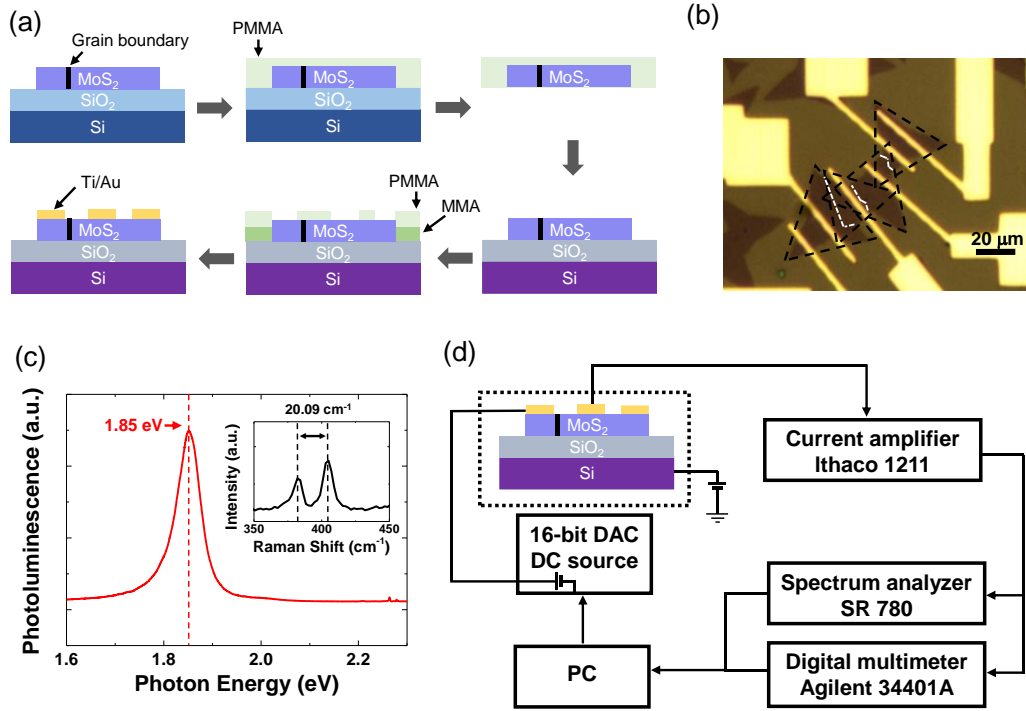 (a)
Grain boundary
MoS₂
SiO₂
Si
PMMA
MoS₂
SiO₂
Si
MoS₂
Ti/Au
MoS₂
SiO₂
Si
PMMA
MMA
MoS₂
SiO₂
Si
MoS₂
SiO₂
Si
(b)
20 μm
(c)
Photoluminescence (a.u.)
1.85 eV
1.6
1.8
2.0
2.2
Photon Energy (eV)
20.09 cm⁻¹
Intensity (a.u.)
350
400
450
Raman Shift (cm⁻¹)
(d)
MoS₂
SiO₂
Si
Current amplifier
Ithaco 1211
16-bit DAC
DC source
Spectrum analyzer
SR 780
PC
Digital multimeter
Agilent 34401A